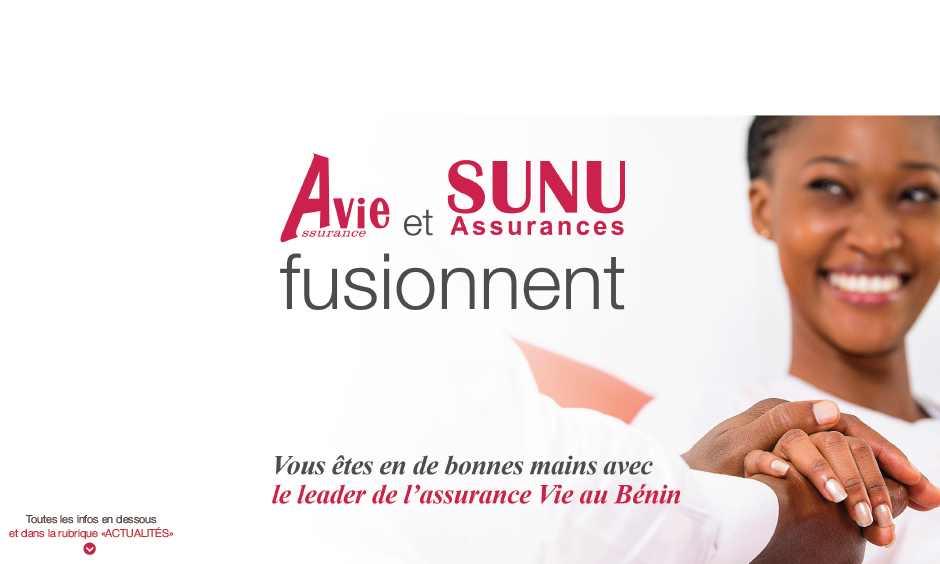 Avie
ssurance
et
SUNU
Assurances
fusionnent
Vous êtes en de bonnes mains avec
le leader de l'assurance Vie au Bénin
Toutes les infos en dessous
et dans la rubrique «ACTUALITÉS»